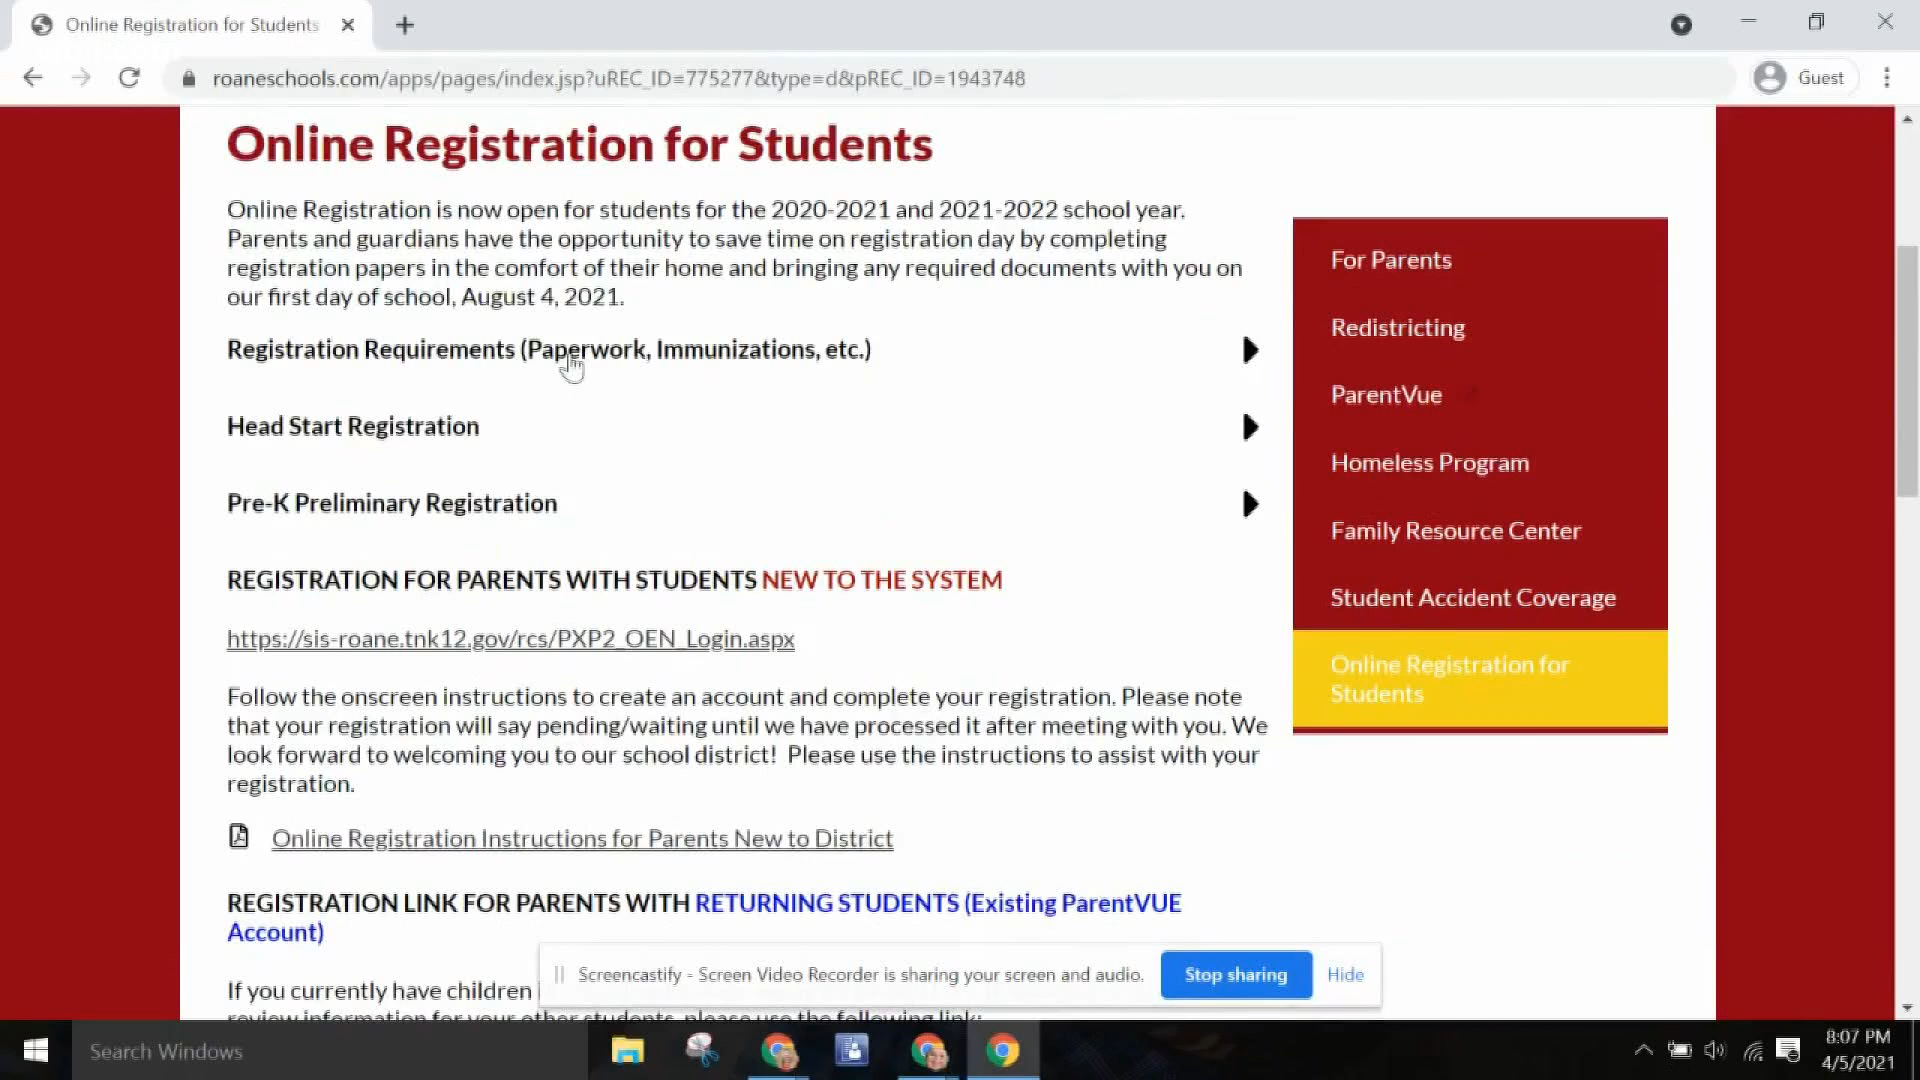 Online Registration for Students
roaneschools.com/apps/pages/index.jsp?uREC_ID=775277&type=d&pREC_ID=1943748
Guest
Online Registration for Students
Online Registration is now open for students for the 2020-2021 and 2021-2022 school year.
Parents and guardians have the opportunity to save time on registration day by completing
registration papers in the comfort of their home and bringing any required documents with you on
our first day of school, August 4, 2021.
Registration Requirements (Paperwork, Immunizations, etc.)
Head Start Registration
Pre-K Preliminary Registration
REGISTRATION FOR PARENTS WITH STUDENTS NEW TO THE SYSTEM
https://sis-roane.tnk12.gov/rcs/PXP2_OEN_Login.aspx
Follow the onscreen instructions to create an account and complete your registration. Please note
that your registration will say pending/waiting until we have processed it after meeting with you. We
look forward to welcoming you to our school district!  Please use the instructions to assist with your
registration.
Online Registration Instructions for Parents New to District
REGISTRATION LINK FOR PARENTS WITH RETURNING STUDENTS (Existing ParentVUE
Account)
If you currently have children
review information for your other students, please use the following link:
For Parents
Redistricting
ParentVue
Homeless Program
Family Resource Center
Student Accident Coverage
Online Registration for
Students
Screencastify - Screen Video Recorder is sharing your screen and audio.
Stop sharing
Hide
Search Windows
8:07 PM
4/5/2021